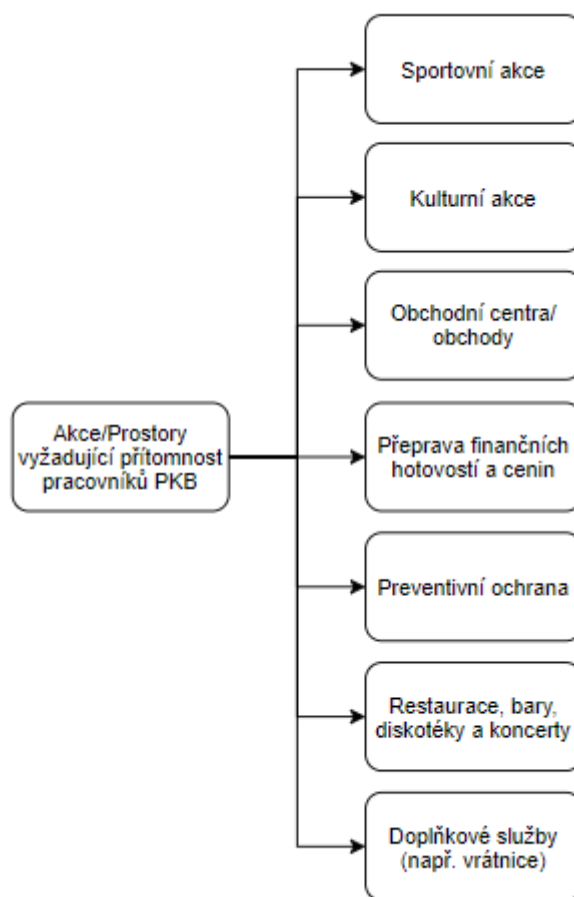 Sportovní akce
Kulturní akce
Obchodní centra/
obchody
Akce/Prostory
vyžadující přítomnost
pracovníků PKB
Přeprava finančních
hotovostí a cenin
Preventivní ochrana
Restaurace, bary,
diskotéky a koncerty
Doplňkové služby
(např. vrátnice)